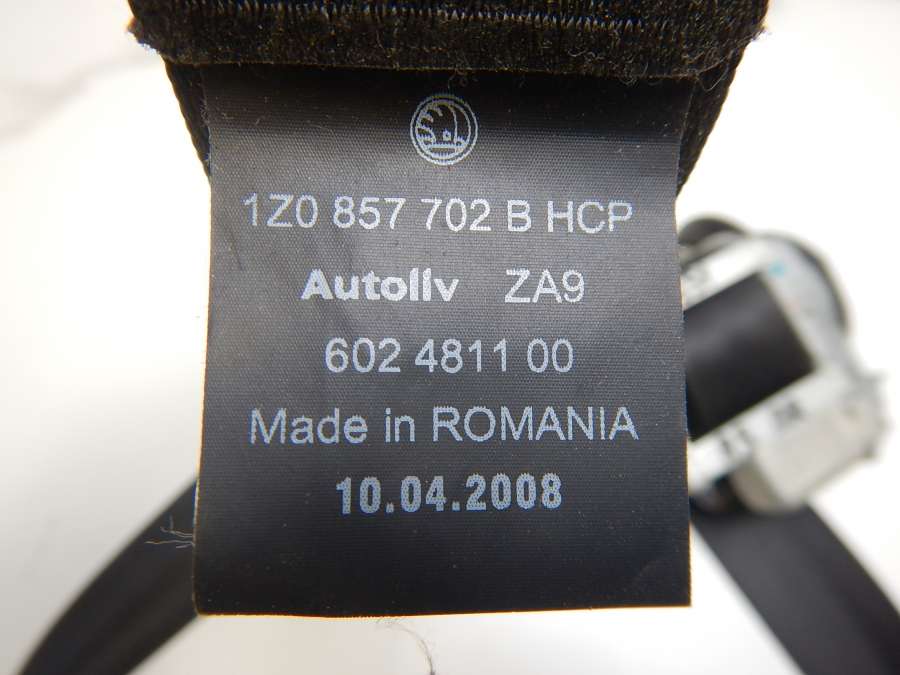 1Z0 857 702 B HCP
Autoliv ZA9
602 4811 00
Made in ROMANIA
10.04.2008